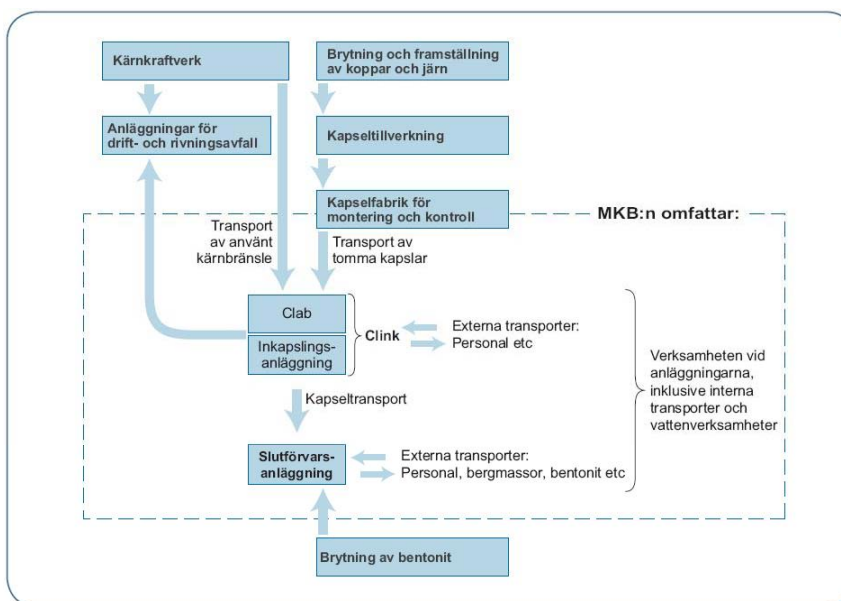 Kärnkraftverk
Brytning och framställning
av koppar och järn
Anläggningar för
drift- och rivningsavfall
Kapseltillverkning
Kapselfabrik för
montering och kontroll
MKB:n omfattar:
Transport
av använt
kärnbränsle
Transport av
tomma kapslar
Clab
Inkapslings-
anläggning
Clink
Externa transporter:
Personal etc
Verksamheten vid
anläggningarna,
inklusive interna
transporter och
vattenverksamheter
Kapseltransport
Slutförvars-
anläggning
Externa transporter:
Personal, bergmassor, bentonit etc
Brytning av bentonit